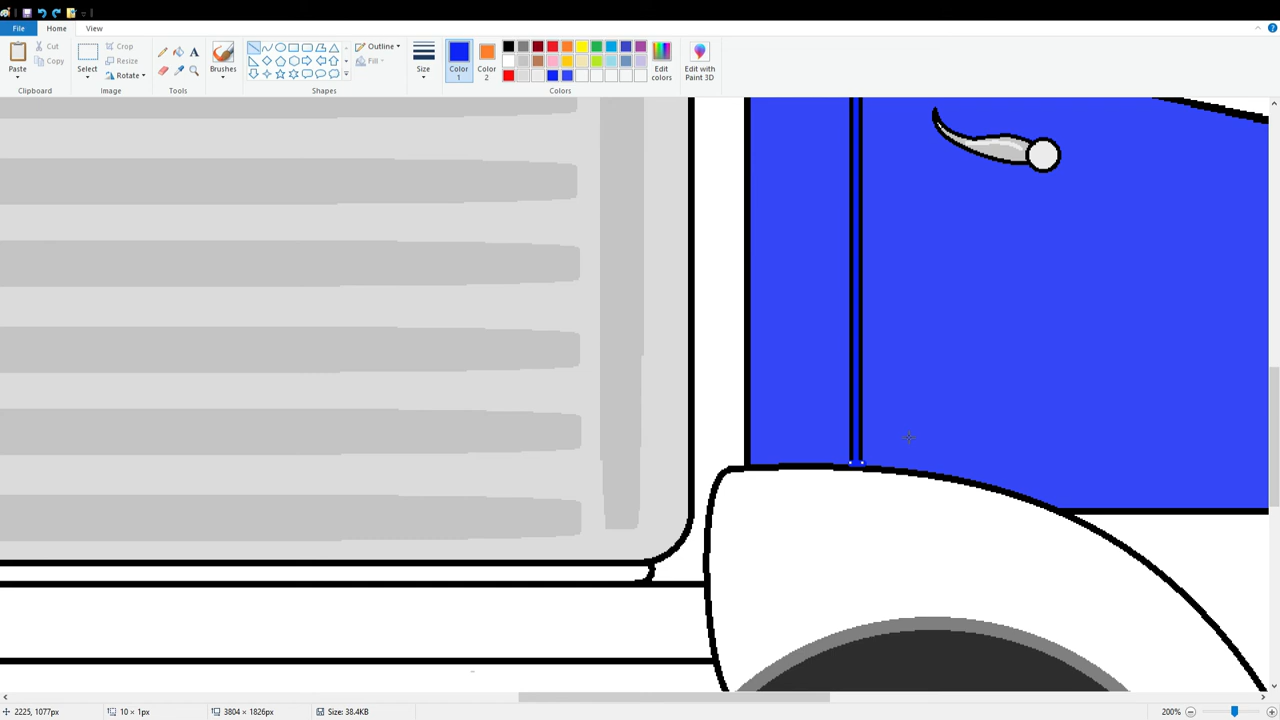 File Home View
Paste Cut Copy
Clipboard
Select Crop Resize Rotate
Image
Tools
Brushes
Shapes
Outline Fill
Size
Color 1 Color 2
Colors
Edit colors
Edit with Paint 3D
2225, 1077px 10 × 1px 3804 × 1826px Size: 38.4KB 200%